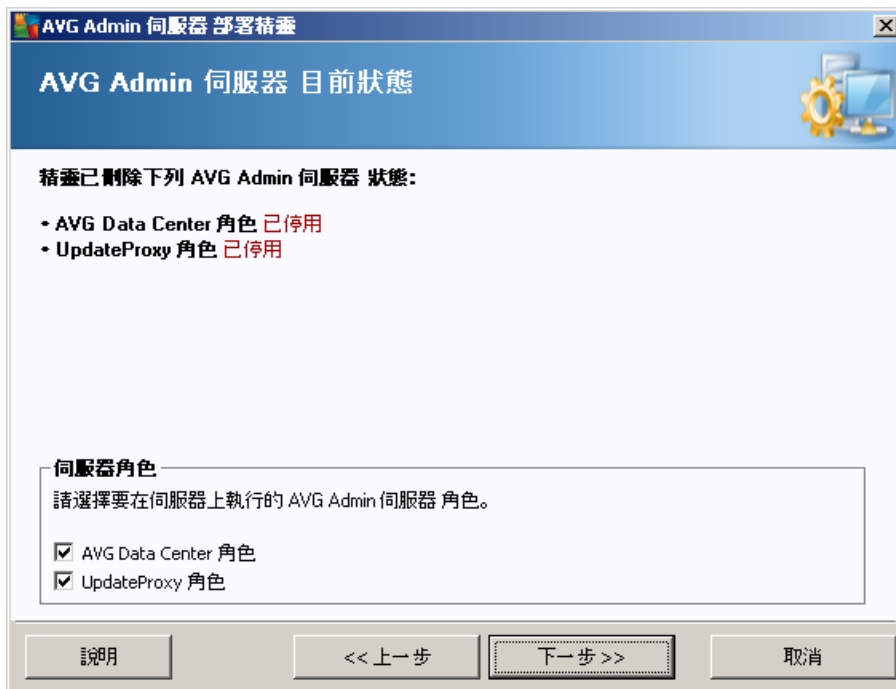 AVG Admin 伺服器 部署精靈
AVG Admin 伺服器 目前狀態
精靈已刪除下列 AVG Admin 伺服器 狀態:
• AVG Data Center 角色 已停用
• UpdateProxy 角色 已停用
伺服器角色
請選擇要在伺服器上執行的 AVG Admin 伺服器 角色。
AVG Data Center 角色
UpdateProxy 角色
說明
<< 上一步
下一步 >>
取消